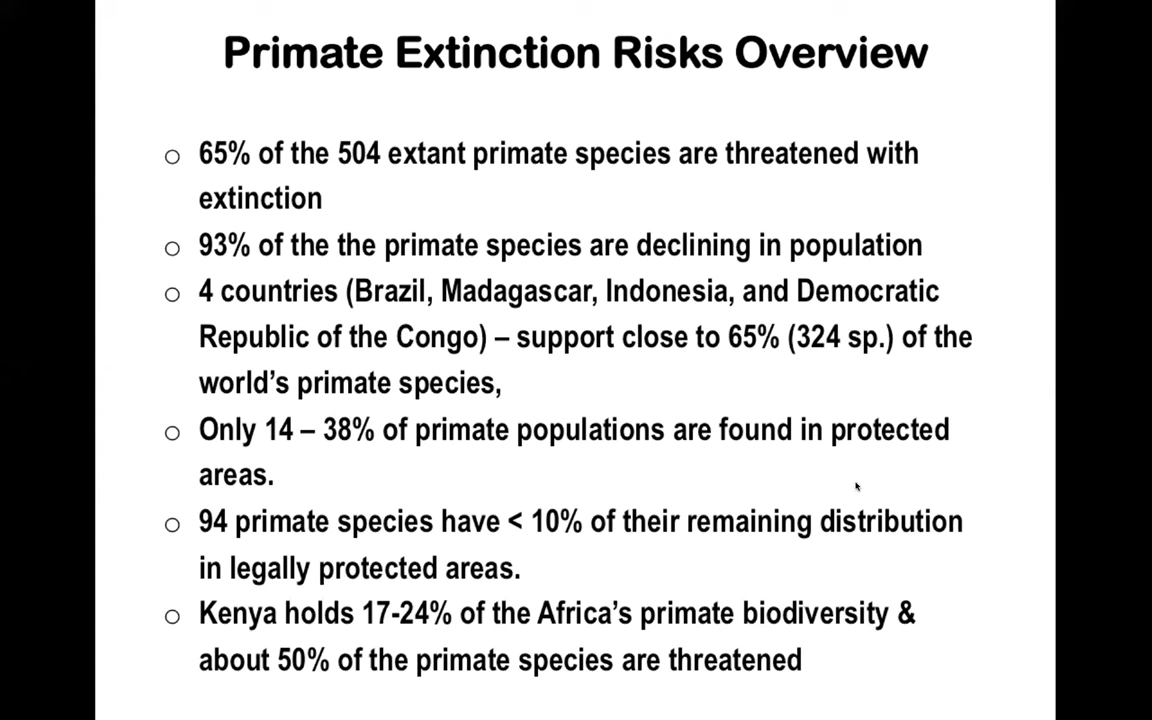 Primate Extinction Risks Overview
o 65% of the 504 extant primate species are threatened with
extinction
o 93% of the the primate species are declining in population
o 4 countries (Brazil, Madagascar, Indonesia, and Democratic
Republic of the Congo) – support close to 65% (324 sp.) of the
world’s primate species,
o Only 14 – 38% of primate populations are found in protected
areas.
o 94 primate species have < 10% of their remaining distribution
in legally protected areas.
o Kenya holds 17-24% of the Africa’s primate biodiversity &
about 50% of the primate species are threatened